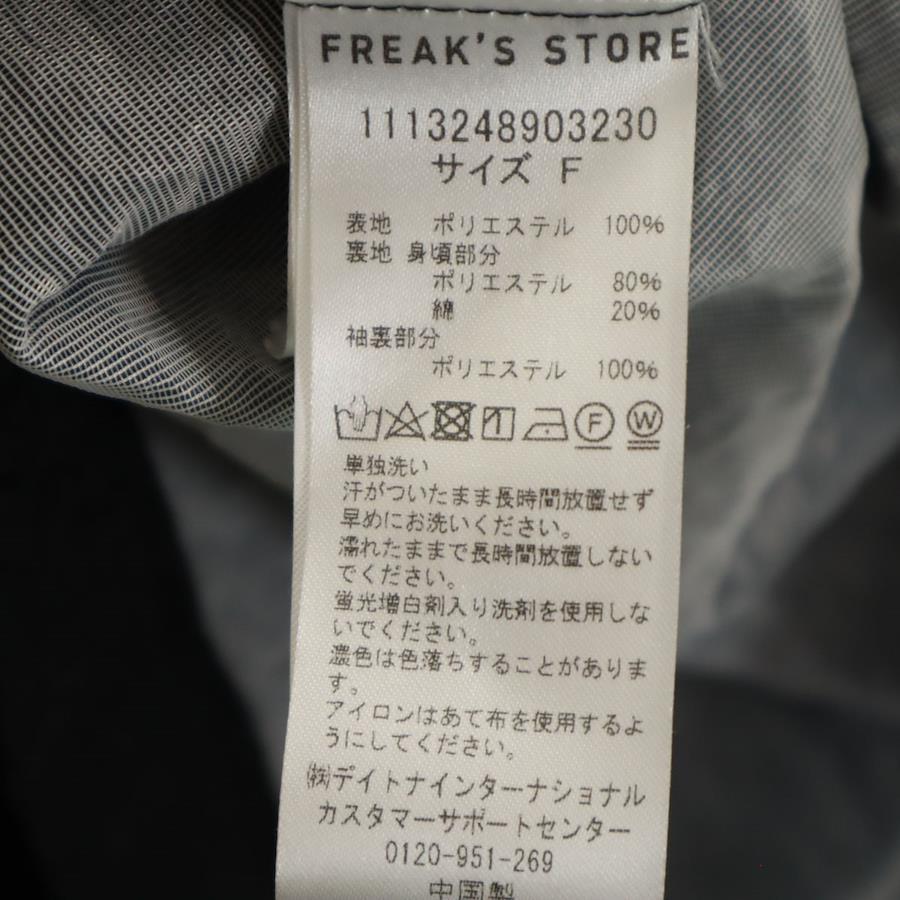 FREAK'S STORE
1113248903230
サイズ F
表地 ポリエステル 100%
裏地 身頃部分
ポリエステル 80%
綿 20%
袖裏部分
ポリエステル 100%
F W
単独洗い
汗がついたまま長時間放置せず
早めにお洗いください。
濡れたままで長時間放置しない
でください。
蛍光増白剤入り洗剤を使用しな
いでください。
濃色は色落ちすることがありま
す。
アイロンはあて布を使用するよ
うにしてください。
㈱デイトナインターナショナル
カスタマーサポートセンター
0120-951-269
中国製